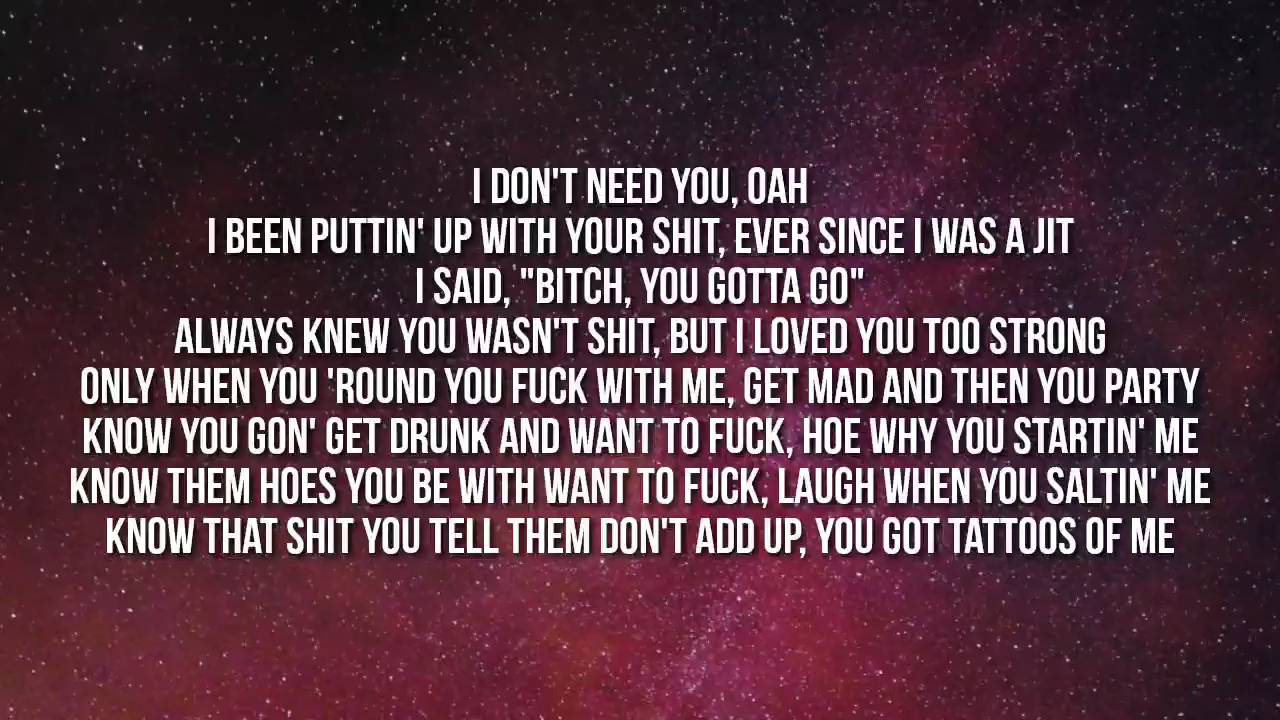 I DON'T NEED YOU, OAH
I BEEN PUTTIN' UP WITH YOUR SHIT, EVER SINCE I WAS A JIT
I SAID, "BITCH, YOU GOTTA GO"
ALWAYS KNEW YOU WASN'T SHIT, BUT I LOVED YOU TOO STRONG
ONLY WHEN YOU 'ROUND YOU FUCK WITH ME, GET MAD AND THEN YOU PARTY
KNOW YOU GON' GET DRUNK AND WANT TO FUCK, HOE WHY YOU STARTIN' ME
KNOW THEM HOES YOU BE WITH WANT TO FUCK, LAUGH WHEN YOU SALTIN' ME
KNOW THAT SHIT YOU TELL THEM DON'T ADD UP, YOU GOT TATTOOS OF ME